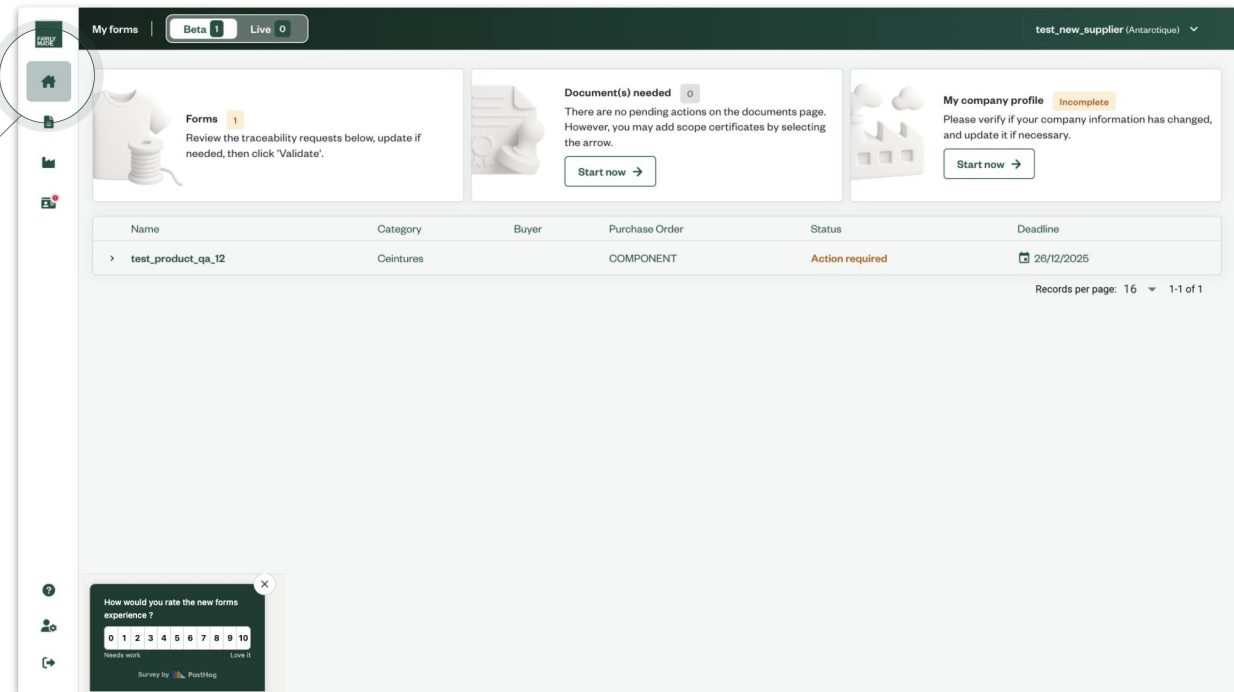 FAIRLY
MADE
My forms
Beta 1
Live 0
test_new_supplier (Antarctique)
Forms 1
Review the traceability requests below, update if
needed, then click 'Validate'.
Document(s) needed 0
There are no pending actions on the documents page.
However, you may add scope certificates by selecting
the arrow.
Start now →
My company profile Incomplete
Please verify if your company information has changed,
and update it if necessary.
Start now →
Name Category Buyer Purchase Order Status Deadline
test_product_qa_12 Ceintures COMPONENT Action required 26/12/2025
Records per page: 16 1-1 of 1
How would you rate the new forms
experience ?
0 1 2 3 4 5 6 7 8 9 10
Needs work Love it
Survey by PostHog